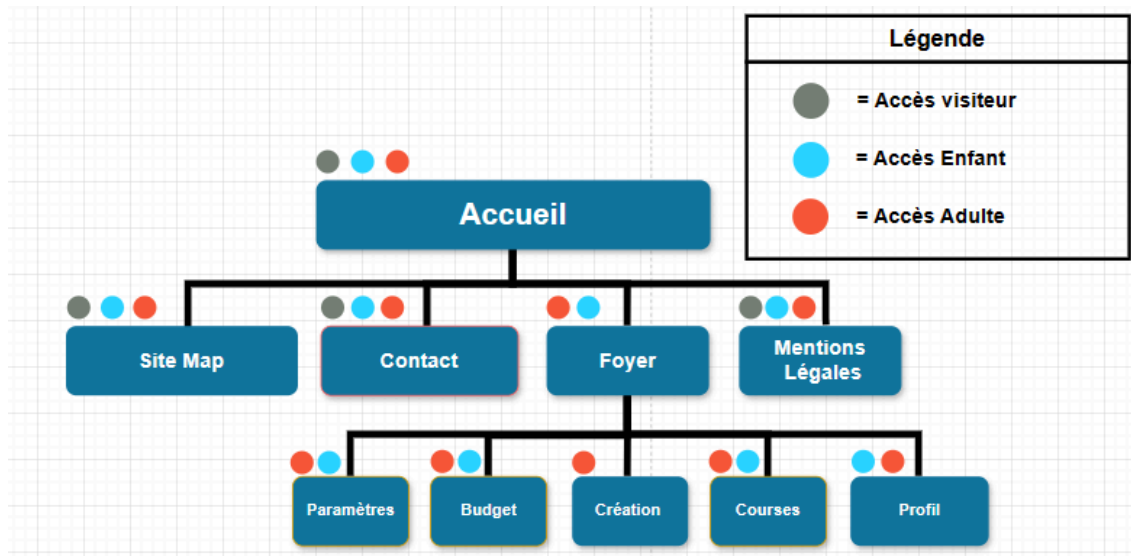 Légende
= Accès visiteur
= Accès Enfant
= Accès Adulte
Accueil
Site Map
Contact
Foyer
Mentions
Légales
Paramètres
Budget
Création
Courses
Profil